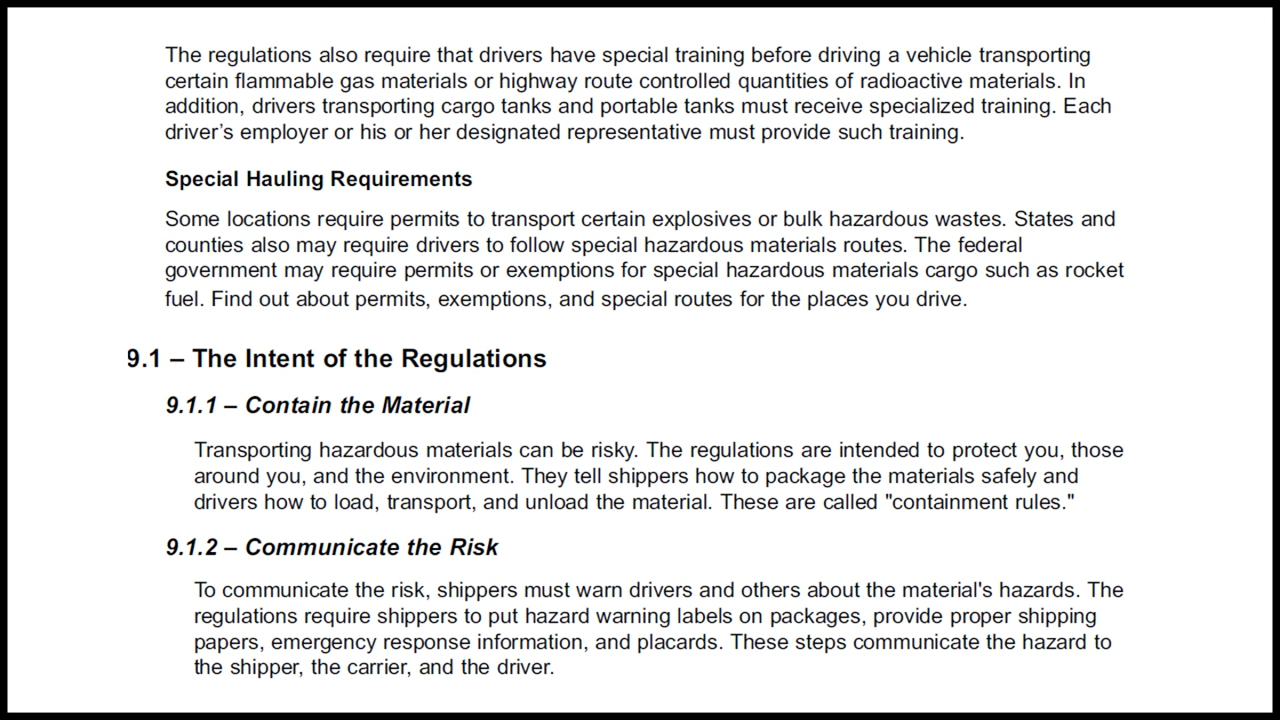 The regulations also require that drivers have special training before driving a vehicle transporting
certain flammable gas materials or highway route controlled quantities of radioactive materials. In
addition, drivers transporting cargo tanks and portable tanks must receive specialized training. Each
driver’s employer or his or her designated representative must provide such training.
Special Hauling Requirements
Some locations require permits to transport certain explosives or bulk hazardous wastes. States and
counties also may require drivers to follow special hazardous materials routes. The federal
government may require permits or exemptions for special hazardous materials cargo such as rocket
fuel. Find out about permits, exemptions, and special routes for the places you drive.
9.1 – The Intent of the Regulations
9.1.1 – Contain the Material
Transporting hazardous materials can be risky. The regulations are intended to protect you, those
around you, and the environment. They tell shippers how to package the materials safely and
drivers how to load, transport, and unload the material. These are called "containment rules."
9.1.2 – Communicate the Risk
To communicate the risk, shippers must warn drivers and others about the material's hazards. The
regulations require shippers to put hazard warning labels on packages, provide proper shipping
papers, emergency response information, and placards. These steps communicate the hazard to
the shipper, the carrier, and the driver.